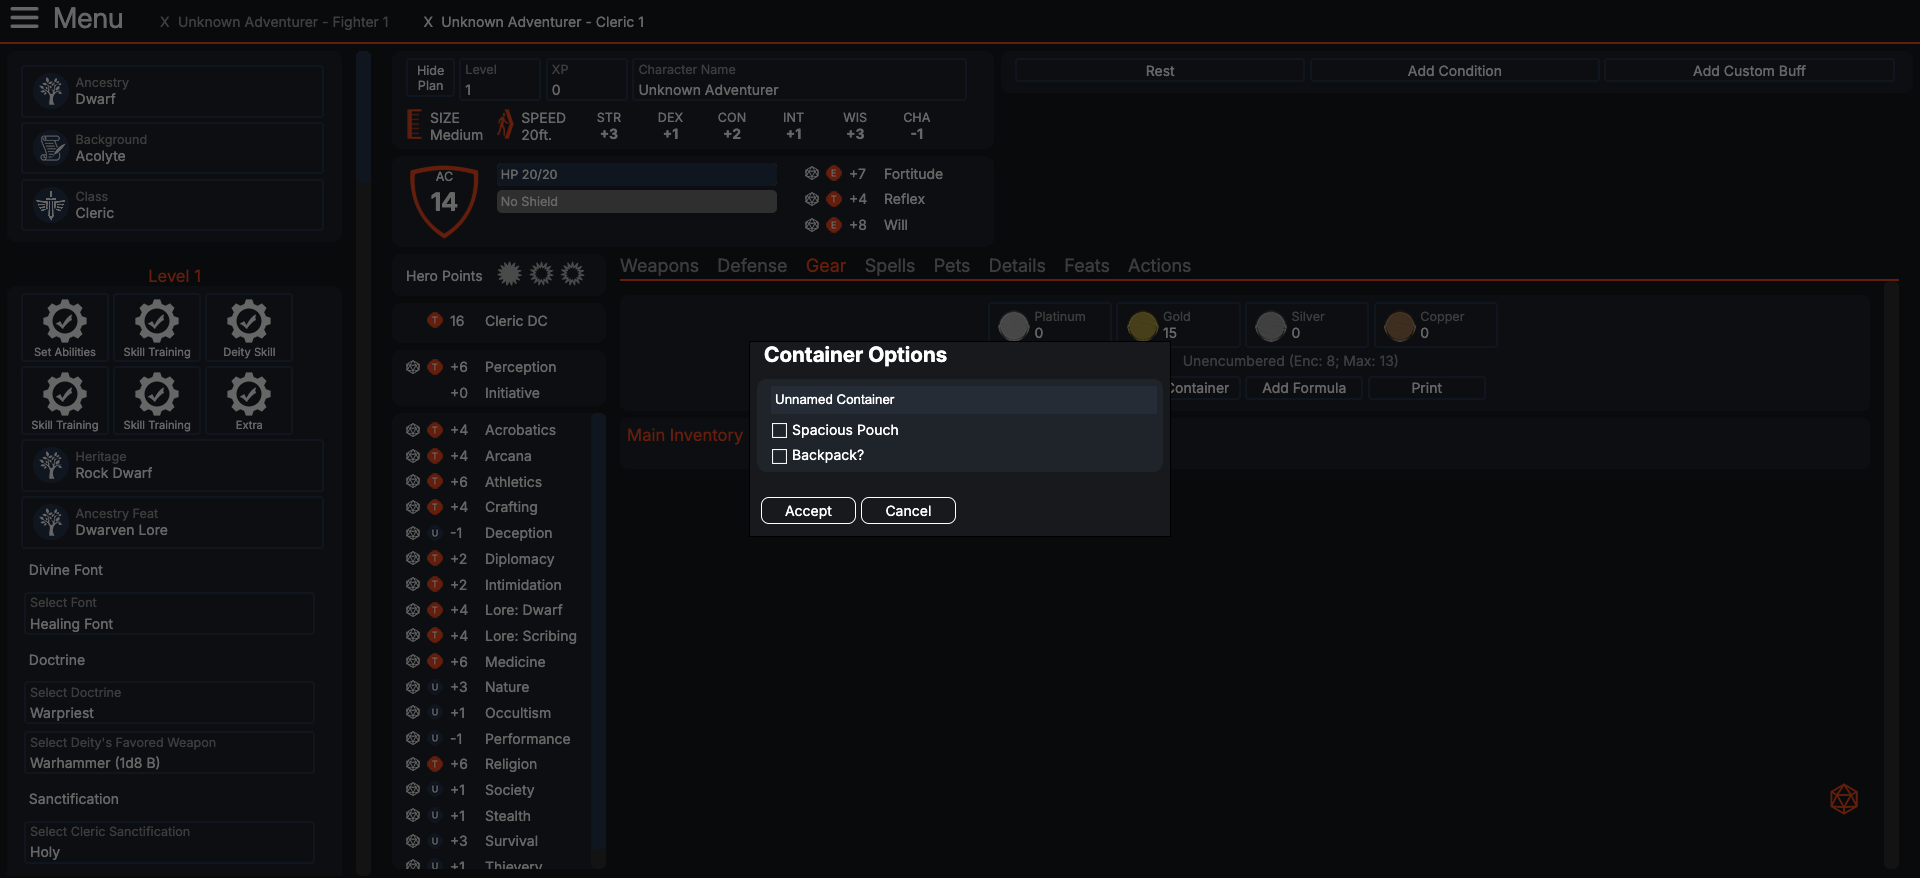 Menu
X Unknown Adventurer - Fighter 1
X Unknown Adventurer - Cleric 1
Ancestry
Dwarf
Background
Acolyte
Class
Cleric
Level 1
Set Abilities
Skill Training
Deity Skill
Skill Training
Skill Training
Extra
Heritage
Rock Dwarf
Ancestry Feat
Dwarven Lore
Divine Font
Select Font
Healing Font
Doctrine
Select Doctrine
Warpriest
Select Deity's Favored Weapon
Warhammer (1d8 B)
Sanctification
Select Cleric Sanctification
Holy
Hide Plan
Level
1
XP
0
Character Name
Unknown Adventurer
SIZE
Medium
SPEED
20ft.
STR
+3
DEX
+1
CON
+2
INT
+1
WIS
+3
CHA
-1
AC
14
HP 20/20
No Shield
E +7 Fortitude
T +4 Reflex
E +8 Will
Rest
Add Condition
Add Custom Buff
Hero Points
T 16 Cleric DC
T +6 Perception
+0 Initiative
T +4 Acrobatics
T +4 Arcana
T +6 Athletics
T +4 Crafting
U -1 Deception
T +2 Diplomacy
T +2 Intimidation
T +4 Lore: Dwarf
T +4 Lore: Scribing
T +6 Medicine
U +3 Nature
U +1 Occultism
U -1 Performance
T +6 Religion
U +1 Society
U +1 Stealth
U +3 Survival
U +1 Thievery
Weapons Defense Gear Spells Pets Details Feats Actions
Platinum
0
Gold
15
Silver
0
Copper
0
Unencumbered (Enc: 8; Max: 13)
Container
Add Formula
Print
Main Inventory
Container Options
Unnamed Container
Spacious Pouch
Backpack?
Accept
Cancel